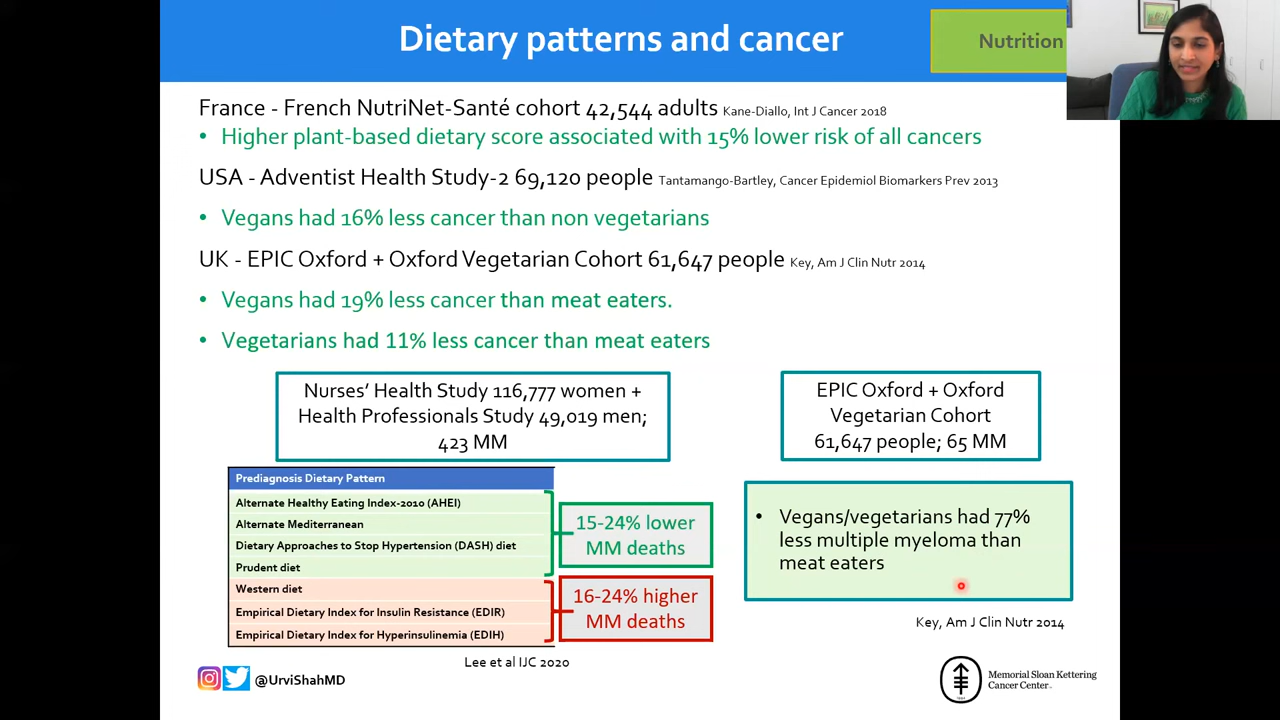 Dietary patterns and cancer
Nutrition
France - French NutriNet-Santé cohort 42,544 adults Kane-Diallo, Int J Cancer 2018
• Higher plant-based dietary score associated with 15% lower risk of all cancers
USA - Adventist Health Study-2 69,120 people Tantamango-Bartley, Cancer Epidemiol Biomarkers Prev 2013
• Vegans had 16% less cancer than non vegetarians
UK - EPIC Oxford + Oxford Vegetarian Cohort 61,647 people Key, Am J Clin Nutr 2014
• Vegans had 19% less cancer than meat eaters.
• Vegetarians had 11% less cancer than meat eaters
Nurses’ Health Study 116,777 women +
Health Professionals Study 49,019 men;
423 MM
Prediagnosis Dietary Pattern
Alternate Healthy Eating Index-2010 (AHEI)
Alternate Mediterranean
Dietary Approaches to Stop Hypertension (DASH) diet
Prudent diet
Western diet
Empirical Dietary Index for Insulin Resistance (EDIR)
Empirical Dietary Index for Hyperinsulinemia (EDIH)
15-24% lower
MM deaths
16-24% higher
MM deaths
Lee et al IJC 2020
EPIC Oxford + Oxford
Vegetarian Cohort
61,647 people; 65 MM
• Vegans/vegetarians had 77%
less multiple myeloma than
meat eaters
Key, Am J Clin Nutr 2014
@UrviShahMD
Memorial Sloan Kettering
Cancer Center